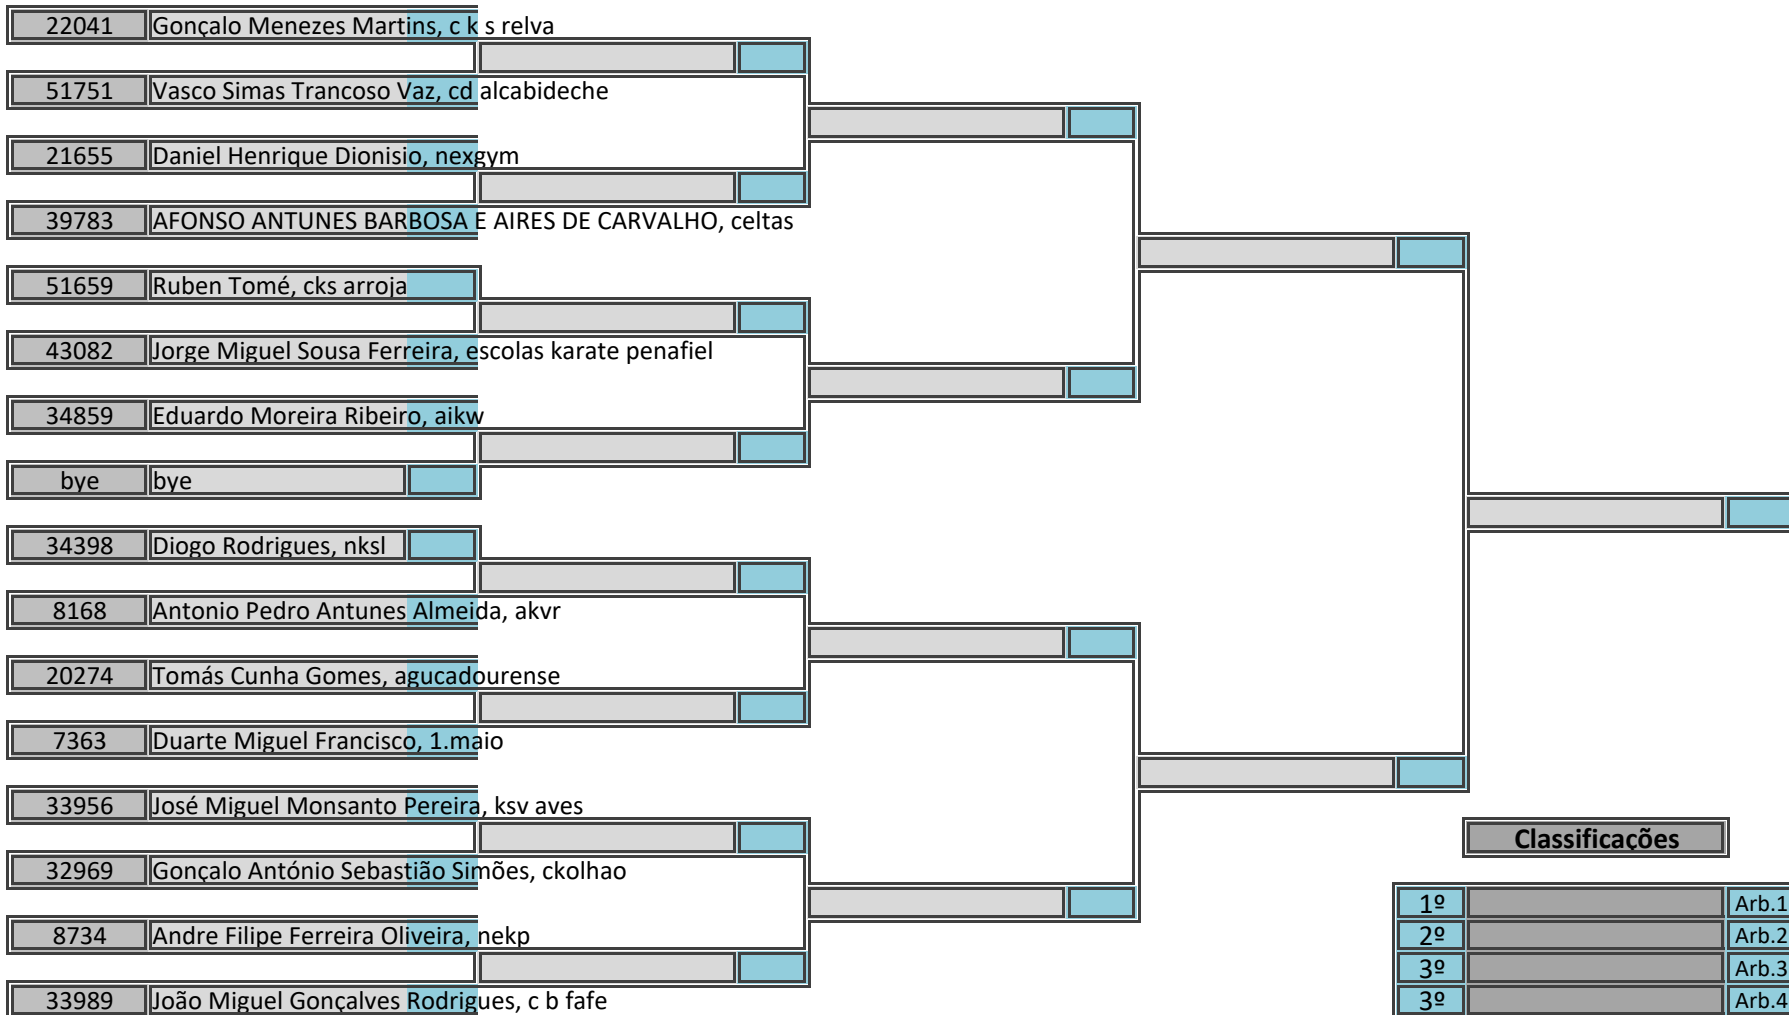 22041 Gonçalo Menezes Martins, c k s relva
51751 Vasco Simas Trancoso Vaz, cd alcabideche
21655 Daniel Henrique Dionisio, nexgym
39783 AFONSO ANTUNES BARBOSA E AIRES DE CARVALHO, celtas
51659 Ruben Tomé, cks arroja
43082 Jorge Miguel Sousa Ferreira, escolas karate penafiel
34859 Eduardo Moreira Ribeiro, aikw
bye bye
34398 Diogo Rodrigues, nksl
8168 Antonio Pedro Antunes Almeida, akvr
20274 Tomás Cunha Gomes, agucadourense
7363 Duarte Miguel Francisco, 1.maio
33956 José Miguel Monsanto Pereira, ksv aves
32969 Gonçalo António Sebastião Simões, ckolhao
8734 Andre Filipe Ferreira Oliveira, nekp
33989 João Miguel Gonçalves Rodrigues, c b fafe
Classificações
1º Arb.1
2º Arb.2
3º Arb.3
3º Arb.4